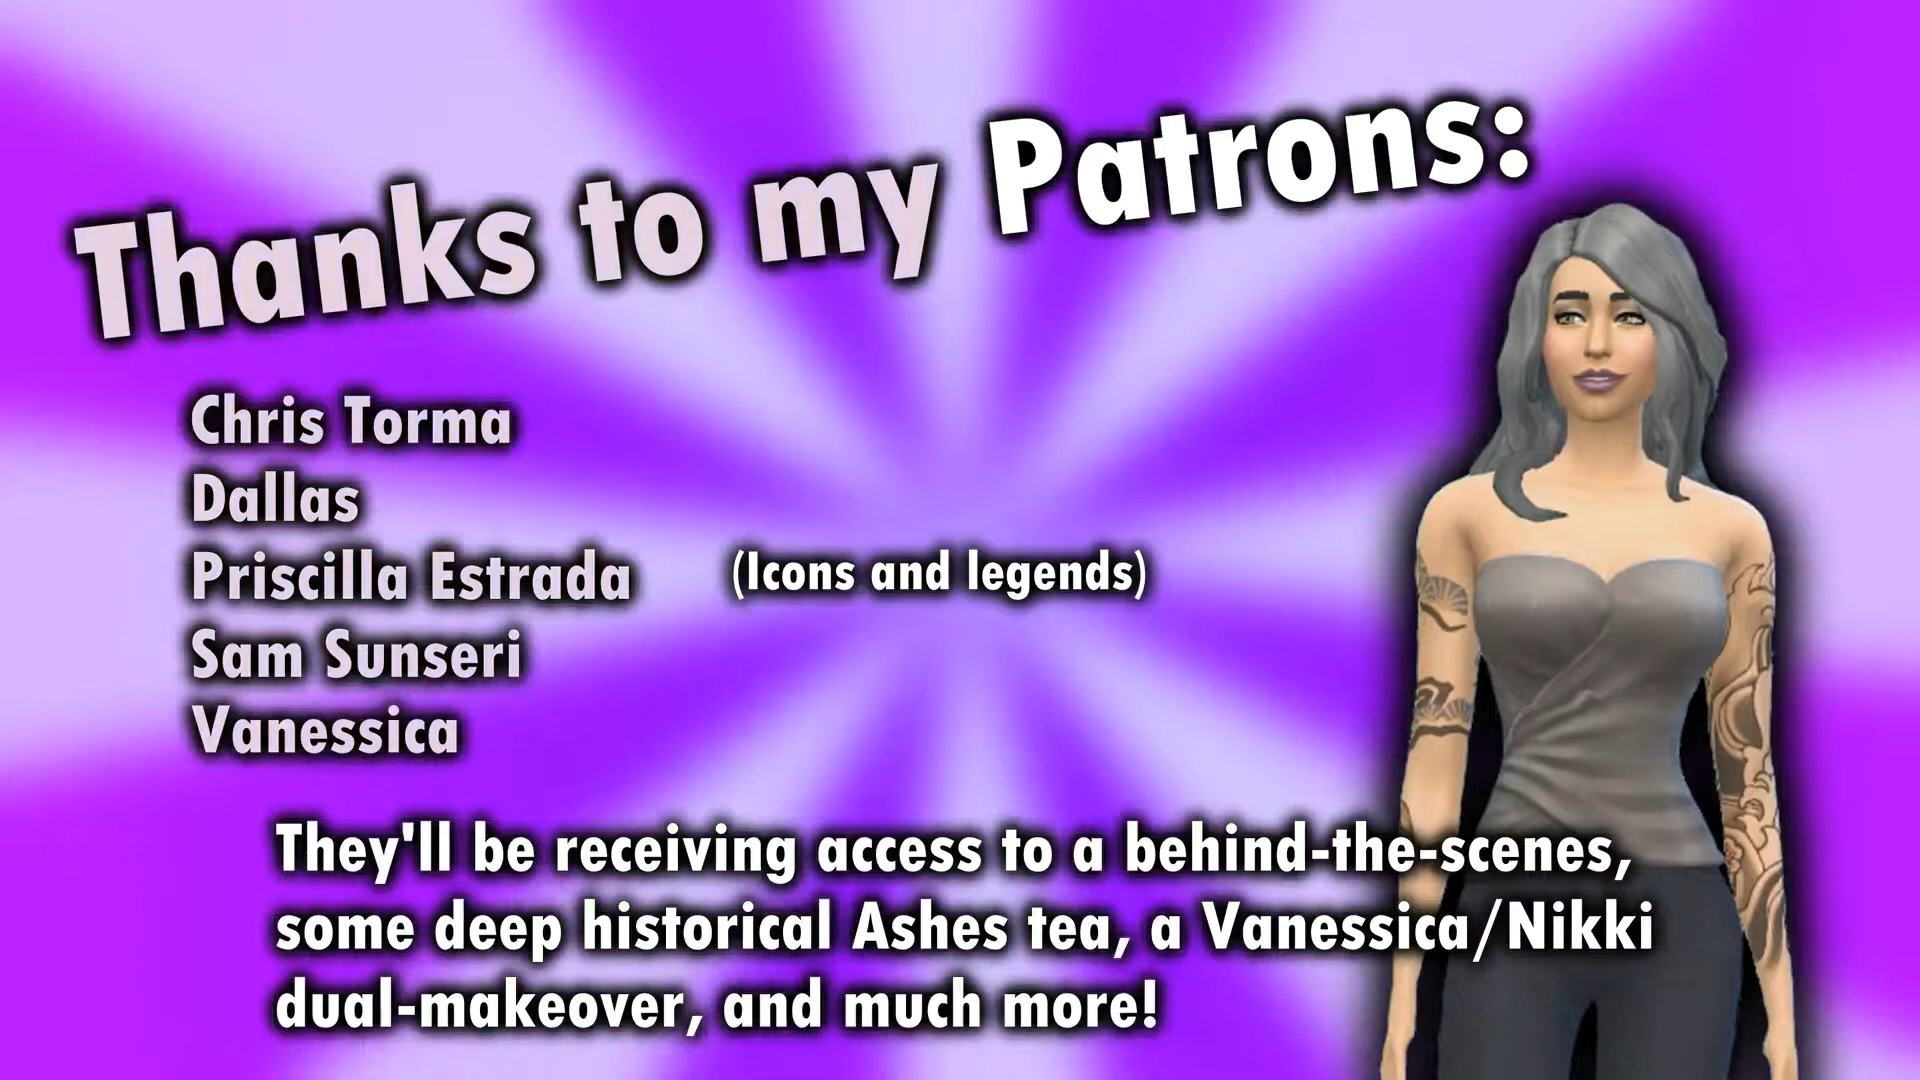 Thanks to my Patrons:
Chris Torma
Dallas
Priscilla Estrada
(Icons and legends)
Sam Sunseri
Vanessica
They'll be receiving access to a behind-the-scenes,
some deep historical Ashes tea, a Vanessica/Nikki
dual-makeover, and much more!